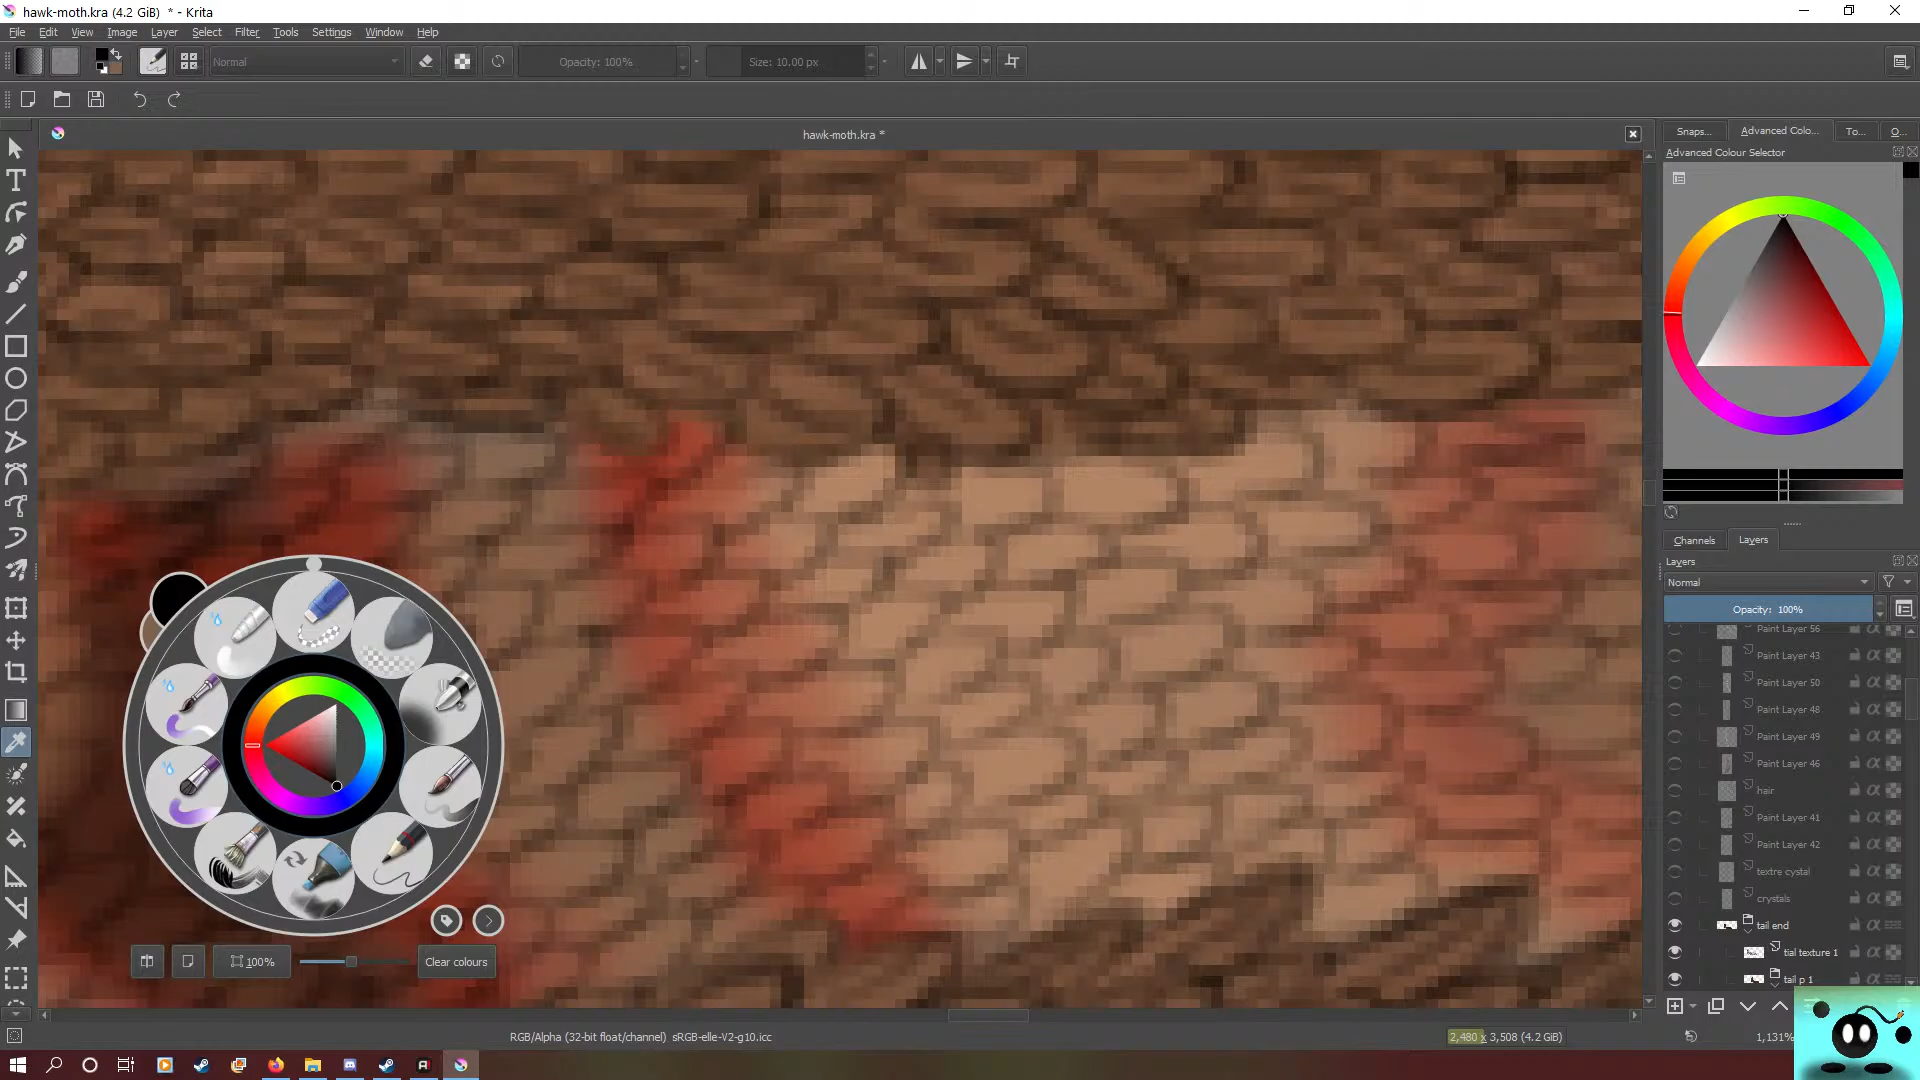 hawk-moth.kra (4.2 GiB)  * - Krita
File Edit View Image Layer Select Filter Tools Settings Window Help
Normal Opacity: 100% Size: 10.00 px
hawk-moth.kra *
Snaps... Advanced Colo... To... O...
Advanced Colour Selector
Channels Layers
Layers
Normal
Opacity: 100%
Paint Layer 56
Paint Layer 43
Paint Layer 50
Paint Layer 48
Paint Layer 49
Paint Layer 46
hair
Paint Layer 41
Paint Layer 42
textre cystal
crystals
tail end
tial texture 1
tail p 1
100% Clear colours
RGB/Alpha (32-bit float/channel) sRGB-elle-V2-g10.icc
2,480 x 3,508 (4.2 GiB)
1,131%